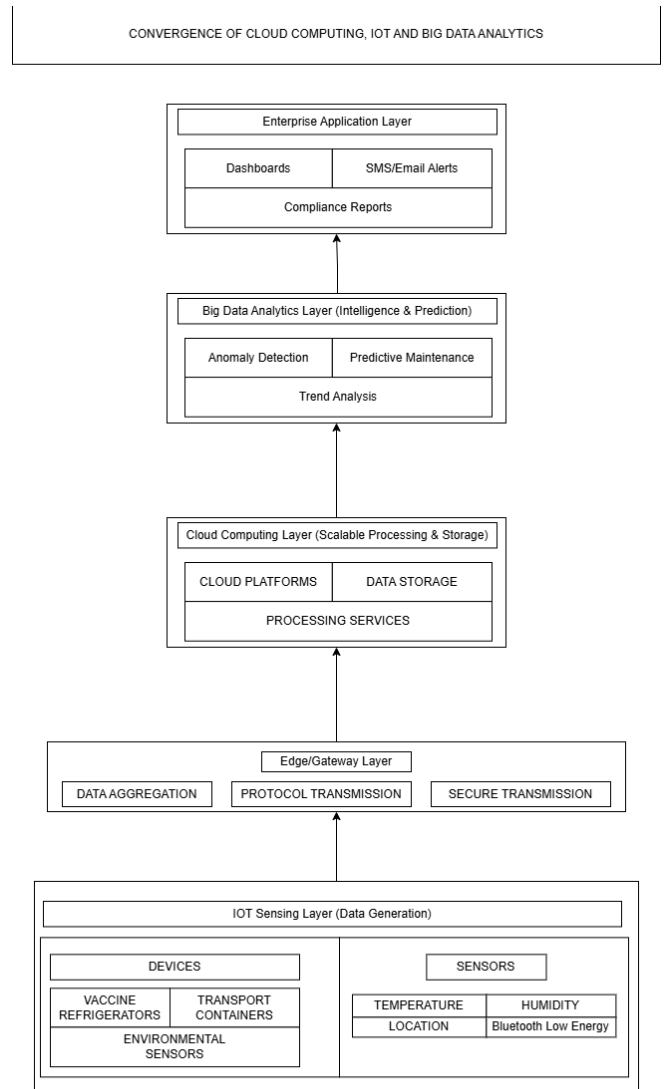 CONVERGENCE OF CLOUD COMPUTING, IOT AND BIG DATA ANALYTICS
Enterprise Application Layer
Dashboards
SMS/Email Alerts
Compliance Reports
Big Data Analytics Layer (Intelligence & Prediction)
Anomaly Detection
Predictive Maintenance
Trend Analysis
Cloud Computing Layer (Scalable Processing & Storage)
CLOUD PLATFORMS
DATA STORAGE
PROCESSING SERVICES
Edge/Gateway Layer
DATA AGGREGATION
PROTOCOL TRANSMISSION
SECURE TRANSMISSION
IOT Sensing Layer (Data Generation)
DEVICES
VACCINE
REFRIGERATORS
TRANSPORT
CONTAINERS
ENVIRONMENTAL
SENSORS
SENSORS
TEMPERATURE
HUMIDITY
LOCATION
Bluetooth Low Energy